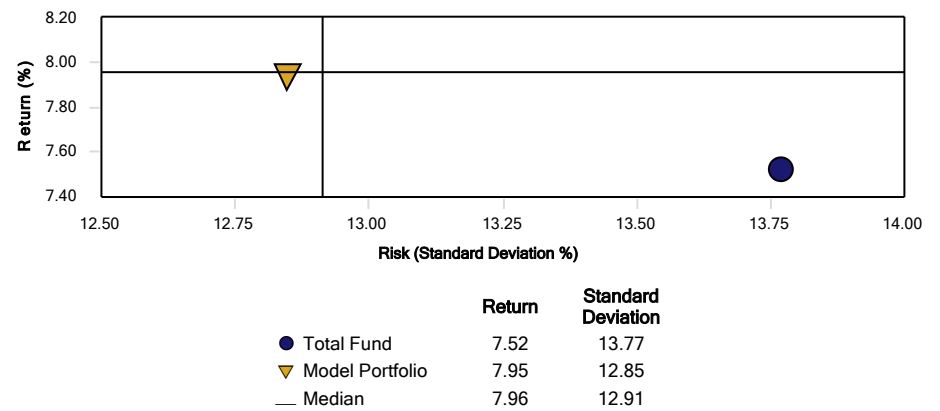 8.20
8.00
7.80
7.60
7.40
Return (%)
12.50 12.75 13.00 13.25 13.50 13.75 14.00
Risk (Standard Deviation %)
Return Standard Deviation
Total Fund 7.52 13.77
Model Portfolio 7.95 12.85
Median 7.96 12.91